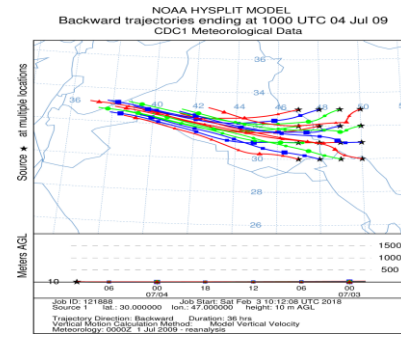 NOAA HYSPLIT MODEL
Backward trajectories ending at 1000 UTC 04 Jul 09
CDC1 Meteorological Data
Source ★ at multiple locations
36 38 40 42 44 46 48 50
36
30
28
26
Meters AGL
1500
1000
500
10
06 00 18 12 06 00
07/04 07/03
Job ID: 121888 Job Start: Sat Feb 3 10:12:08 UTC 2018
Source 1 lat.: 30.000000 lon.: 47.000000 height: 10 m AGL
Trajectory Direction: Backward Duration: 36 hrs
Vertical Motion Calculation Method: Model Vertical Velocity
Meteorology: 0000Z 1 Jul 2009 - reanalysis